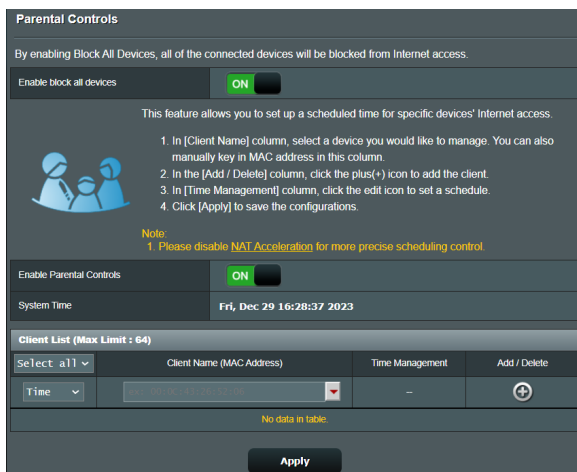 Parental Controls
By enabling Block All Devices, all of the connected devices will be blocked from Internet access.
Enable block all devices
ON
This feature allows you to set up a scheduled time for specific devices' Internet access.
1. In [Client Name] column, select a device you would like to manage. You can also
manually key in MAC address in this column.
2. In the [Add / Delete] column, click the plus(+) icon to add the client.
3. In [Time Management] column, click the edit icon to set a schedule.
4. Click [Apply] to save the configurations.
Note:
1. Please disable NAT Acceleration for more precise scheduling control.
Enable Parental Controls
ON
System Time
Fri, Dec 29 16:28:37 2023
Client List (Max Limit : 64)
Select all
Client Name (MAC Address)
Time Management
Add / Delete
Time
–
No data in table.
Apply